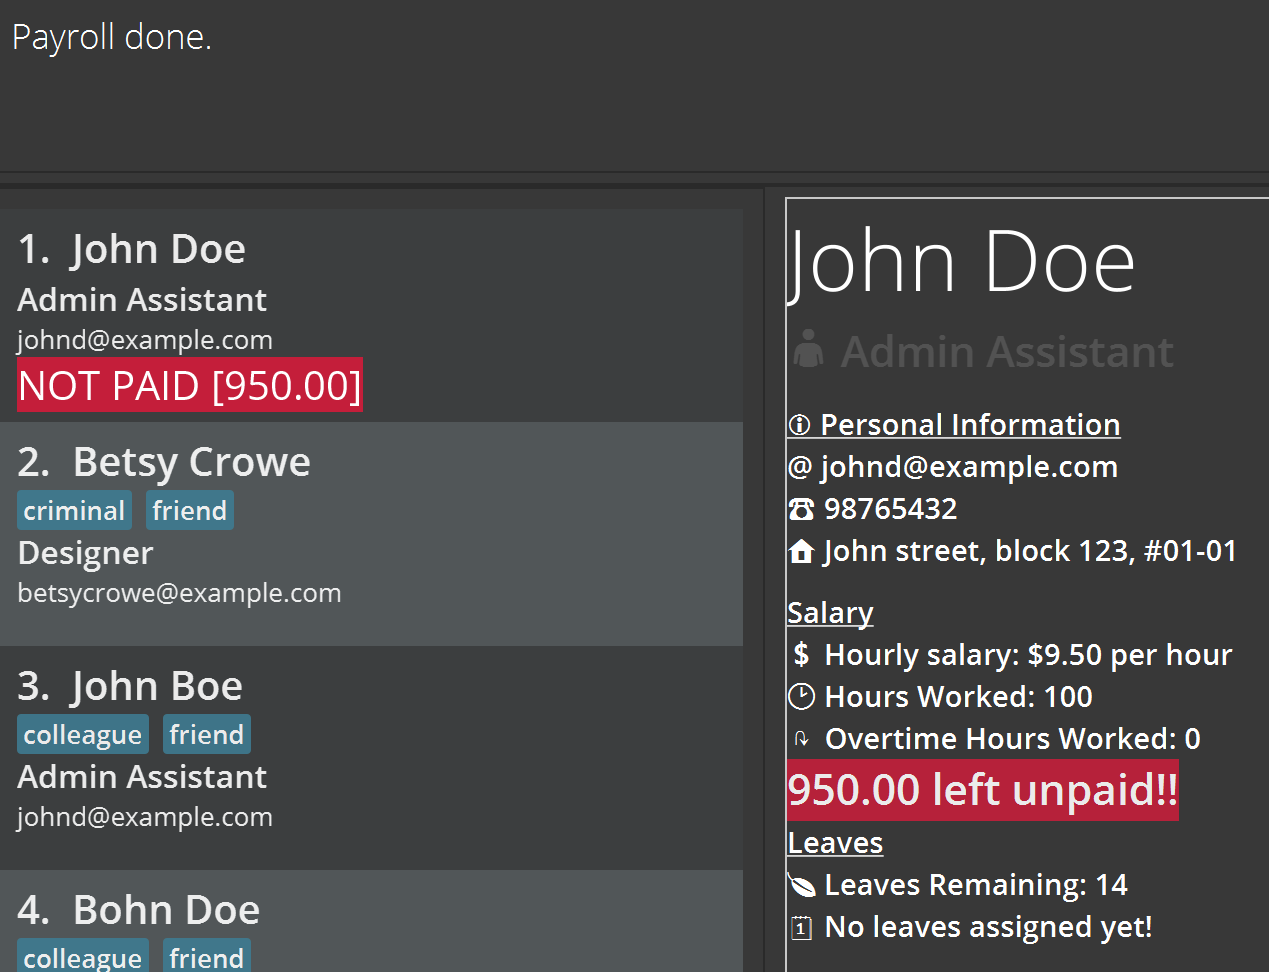 Payroll done.
1. John Doe
Admin Assistant
johnd@example.com
NOT PAID [950.00]
2. Betsy Crowe
criminal friend
Designer
betsycrowe@example.com
3. John Boe
colleague friend
Admin Assistant
johnd@example.com
4. Bohn Doe
colleague friend
John Doe
Admin Assistant
Personal Information
@ johnd@example.com
98765432
John street, block 123, #01-01
Salary
$ Hourly salary: $9.50 per hour
Hours Worked: 100
Overtime Hours Worked: 0
950.00 left unpaid!!
Leaves
Leaves Remaining: 14
1 No leaves assigned yet!